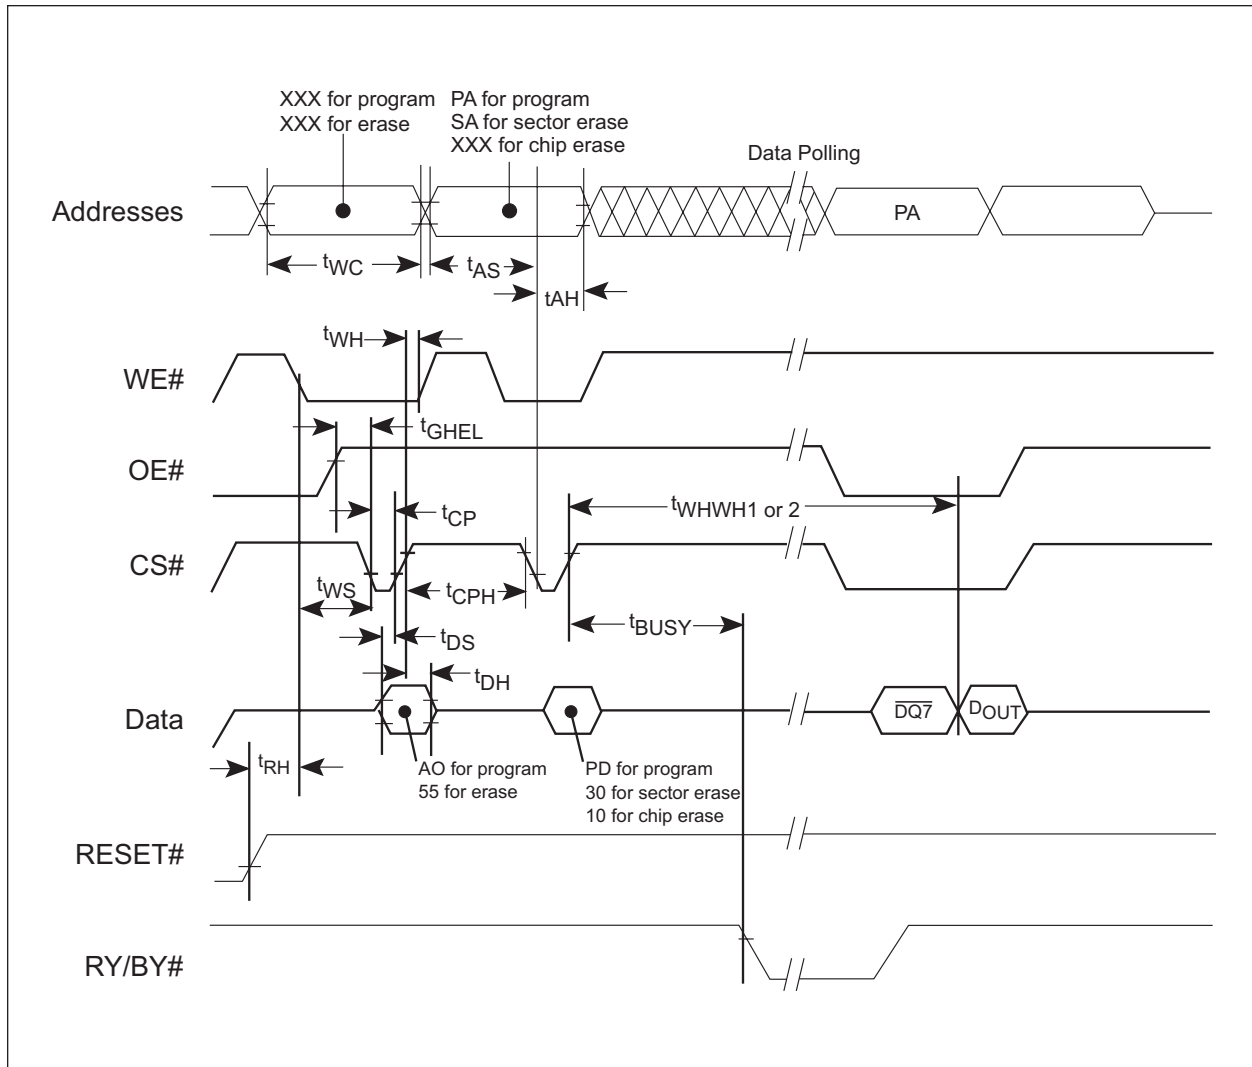 XXX for program
XXX for erase
PA for program
SA for sector erase
XXX for chip erase
Data Polling
Addresses
PA
tWC
tAS
tAH
tWH
WE#
tGHEL
OE#
tCP
tWHWH1 or 2
CS#
tWS
tCPH
tBUSY
tDS
tDH
Data
DQ7
DOUT
tRH
AO for program
55 for erase
PD for program
30 for sector erase
10 for chip erase
RESET#
RY/BY#